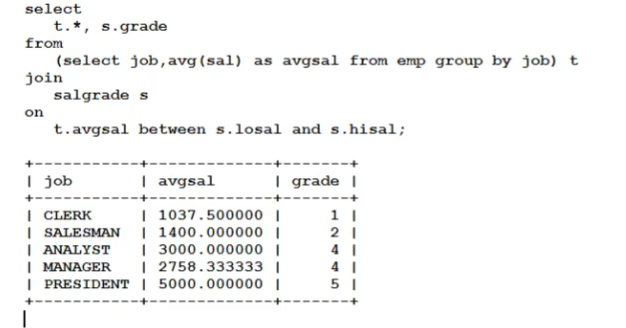 select
    t.*, s.grade
from
    (select job,avg(sal) as avgsal from emp group by job) t
join
    salgrade s
on
    t.avgsal between s.losal and s.hisal;

+-----------+-------------+-------+
| job       | avgsal      | grade |
+-----------+-------------+-------+
| CLERK     | 1037.500000 |     1 |
| SALESMAN  | 1400.000000 |     2 |
| ANALYST   | 3000.000000 |     4 |
| MANAGER   | 2758.333333 |     4 |
| PRESIDENT | 5000.000000 |     5 |
+-----------+-------------+-------+